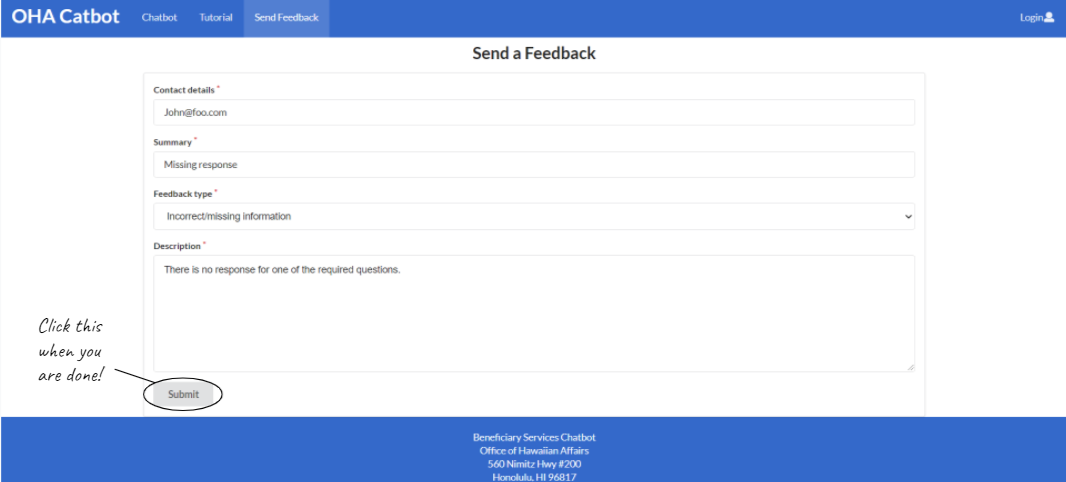 OHA Catbot Chatbot Tutorial Send Feedback Login
Send a Feedback
Contact details *
John@foo.com
Summary *
Missing response
Feedback type *
Incorrect/missing information
Description *
There is no response for one of the required questions.
Click this
when you
are done!
Submit
Beneficiary Services Chatbot
Office of Hawaiian Affairs
560 Nimitz Hwy #200
Honolulu, HI 96817